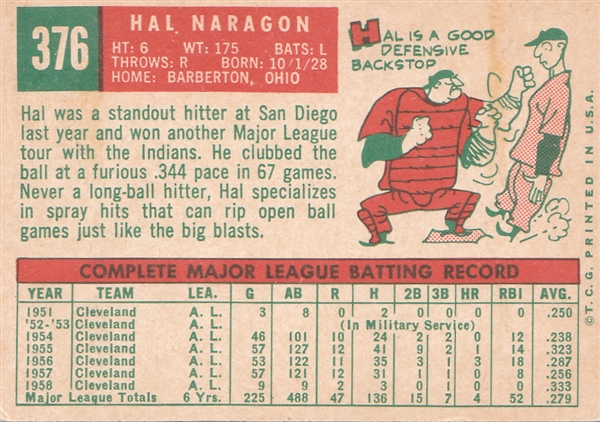 376
HAL NARAGON
HT: 6 WT: 175 BATS: L
THROWS: R BORN: 10/1/28
HOME: BARBERTON, OHIO
Hal was a standout hitter at San Diego
last year and won another Major League
tour with the Indians. He clubbed the
ball at a furious .344 pace in 67 games.
Never a long-ball hitter, Hal specializes
in spray hits that can rip open ball
games just like the big blasts.
HAL IS A GOOD
DEFENSIVE
BACKSTOP
©T.C.G. PRINTED IN U.S.A.
COMPLETE MAJOR LEAGUE BATTING RECORD
YEAR TEAM LEA. G AB R H 2B 3B HR RBI AVG.
1951 Cleveland A. L. 3 8 0 2 0 0 0 0 .250
'52-'53 Cleveland A. L. (In Military Service)
1954 Cleveland A. L. 46 101 10 24 2 2 0 12 .238
1955 Cleveland A. L. 57 127 12 41 9 2 1 14 .323
1956 Cleveland A. L. 53 122 11 35 3 1 3 18 .287
1957 Cleveland A. L. 57 121 12 31 1 1 0 8 .256
1958 Cleveland A. L. 9 9 2 3 0 1 0 0 .333
Major League Totals 6 Yrs. 225 488 47 136 15 7 4 52 .279